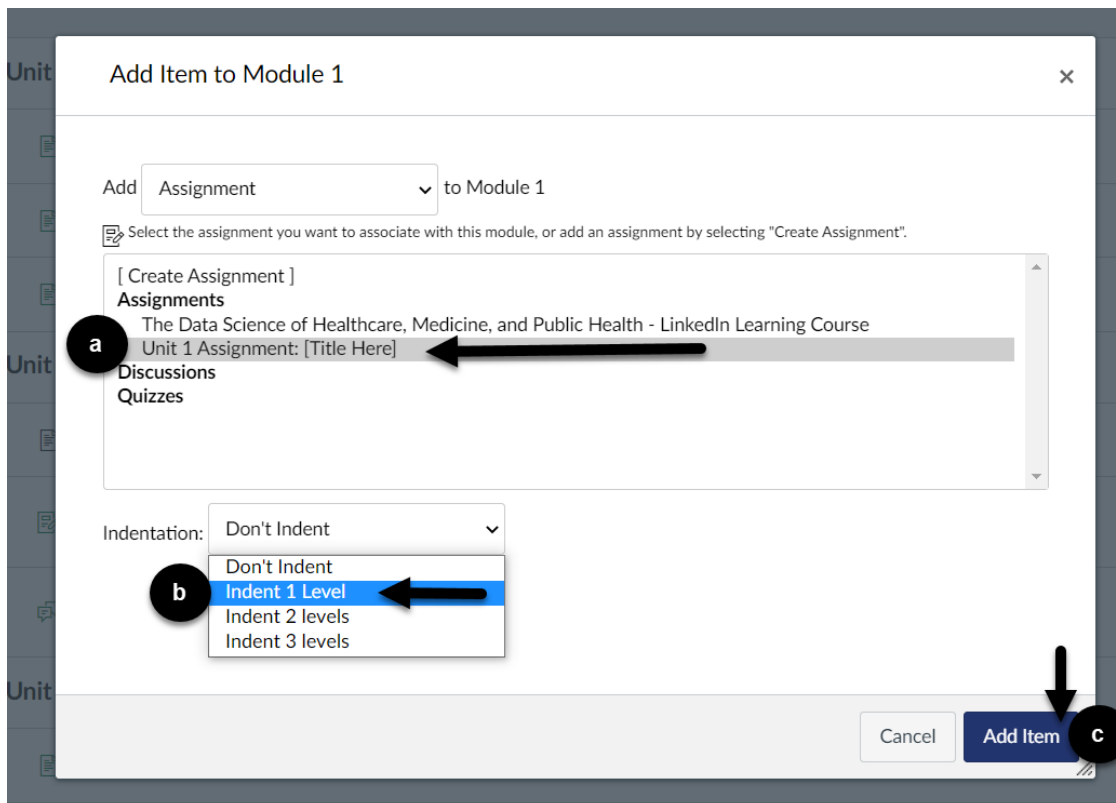 Unit
Add Item to Module 1
×
Add Assignment to Module 1
Select the assignment you want to associate with this module, or add an assignment by selecting "Create Assignment".
[ Create Assignment ]
Assignments
The Data Science of Healthcare, Medicine, and Public Health - LinkedIn Learning Course
a
Unit 1 Assignment: [Title Here]
Unit
Discussions
Quizzes
Indentation: Don't Indent
Don't Indent
b
Indent 1 Level
Indent 2 levels
Indent 3 levels
Unit
Cancel
Add Item
c